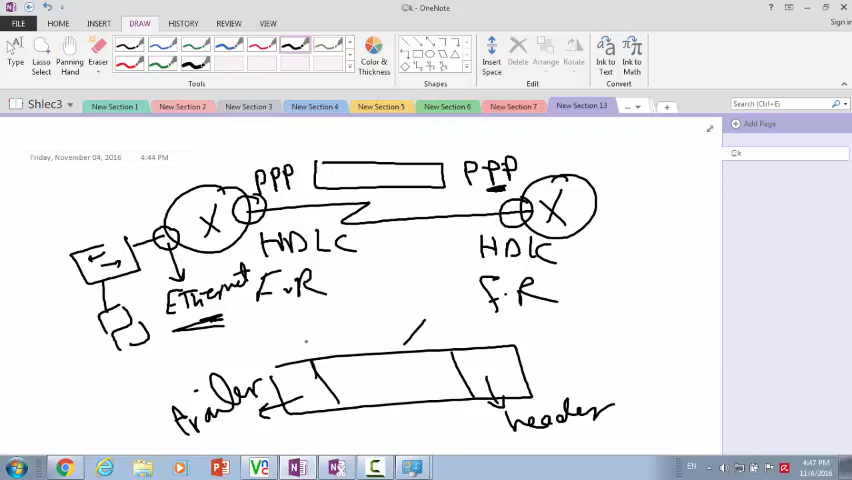 @k - OneNote
FILE HOME INSERT DRAW HISTORY REVIEW VIEW
Sign in
Type Lasso Select Panning Hand Eraser
Color & Thickness
Insert Space Delete Arrange Rotate
Ink to Text Ink to Math
Tools Shapes Edit Convert
Shlec3 New Section 1 New Section 2 New Section 3 New Section 4 New Section 5 New Section 6 New Section 7 New Section 13 ...
Search (Ctrl+E)
Add Page
@k
Friday, November 04, 2016 4:44 PM
PPP PPP
X X
HDLC HDLC
Ethernet F.R F.R
trailer header
EN 4:47 PM
11/4/2016